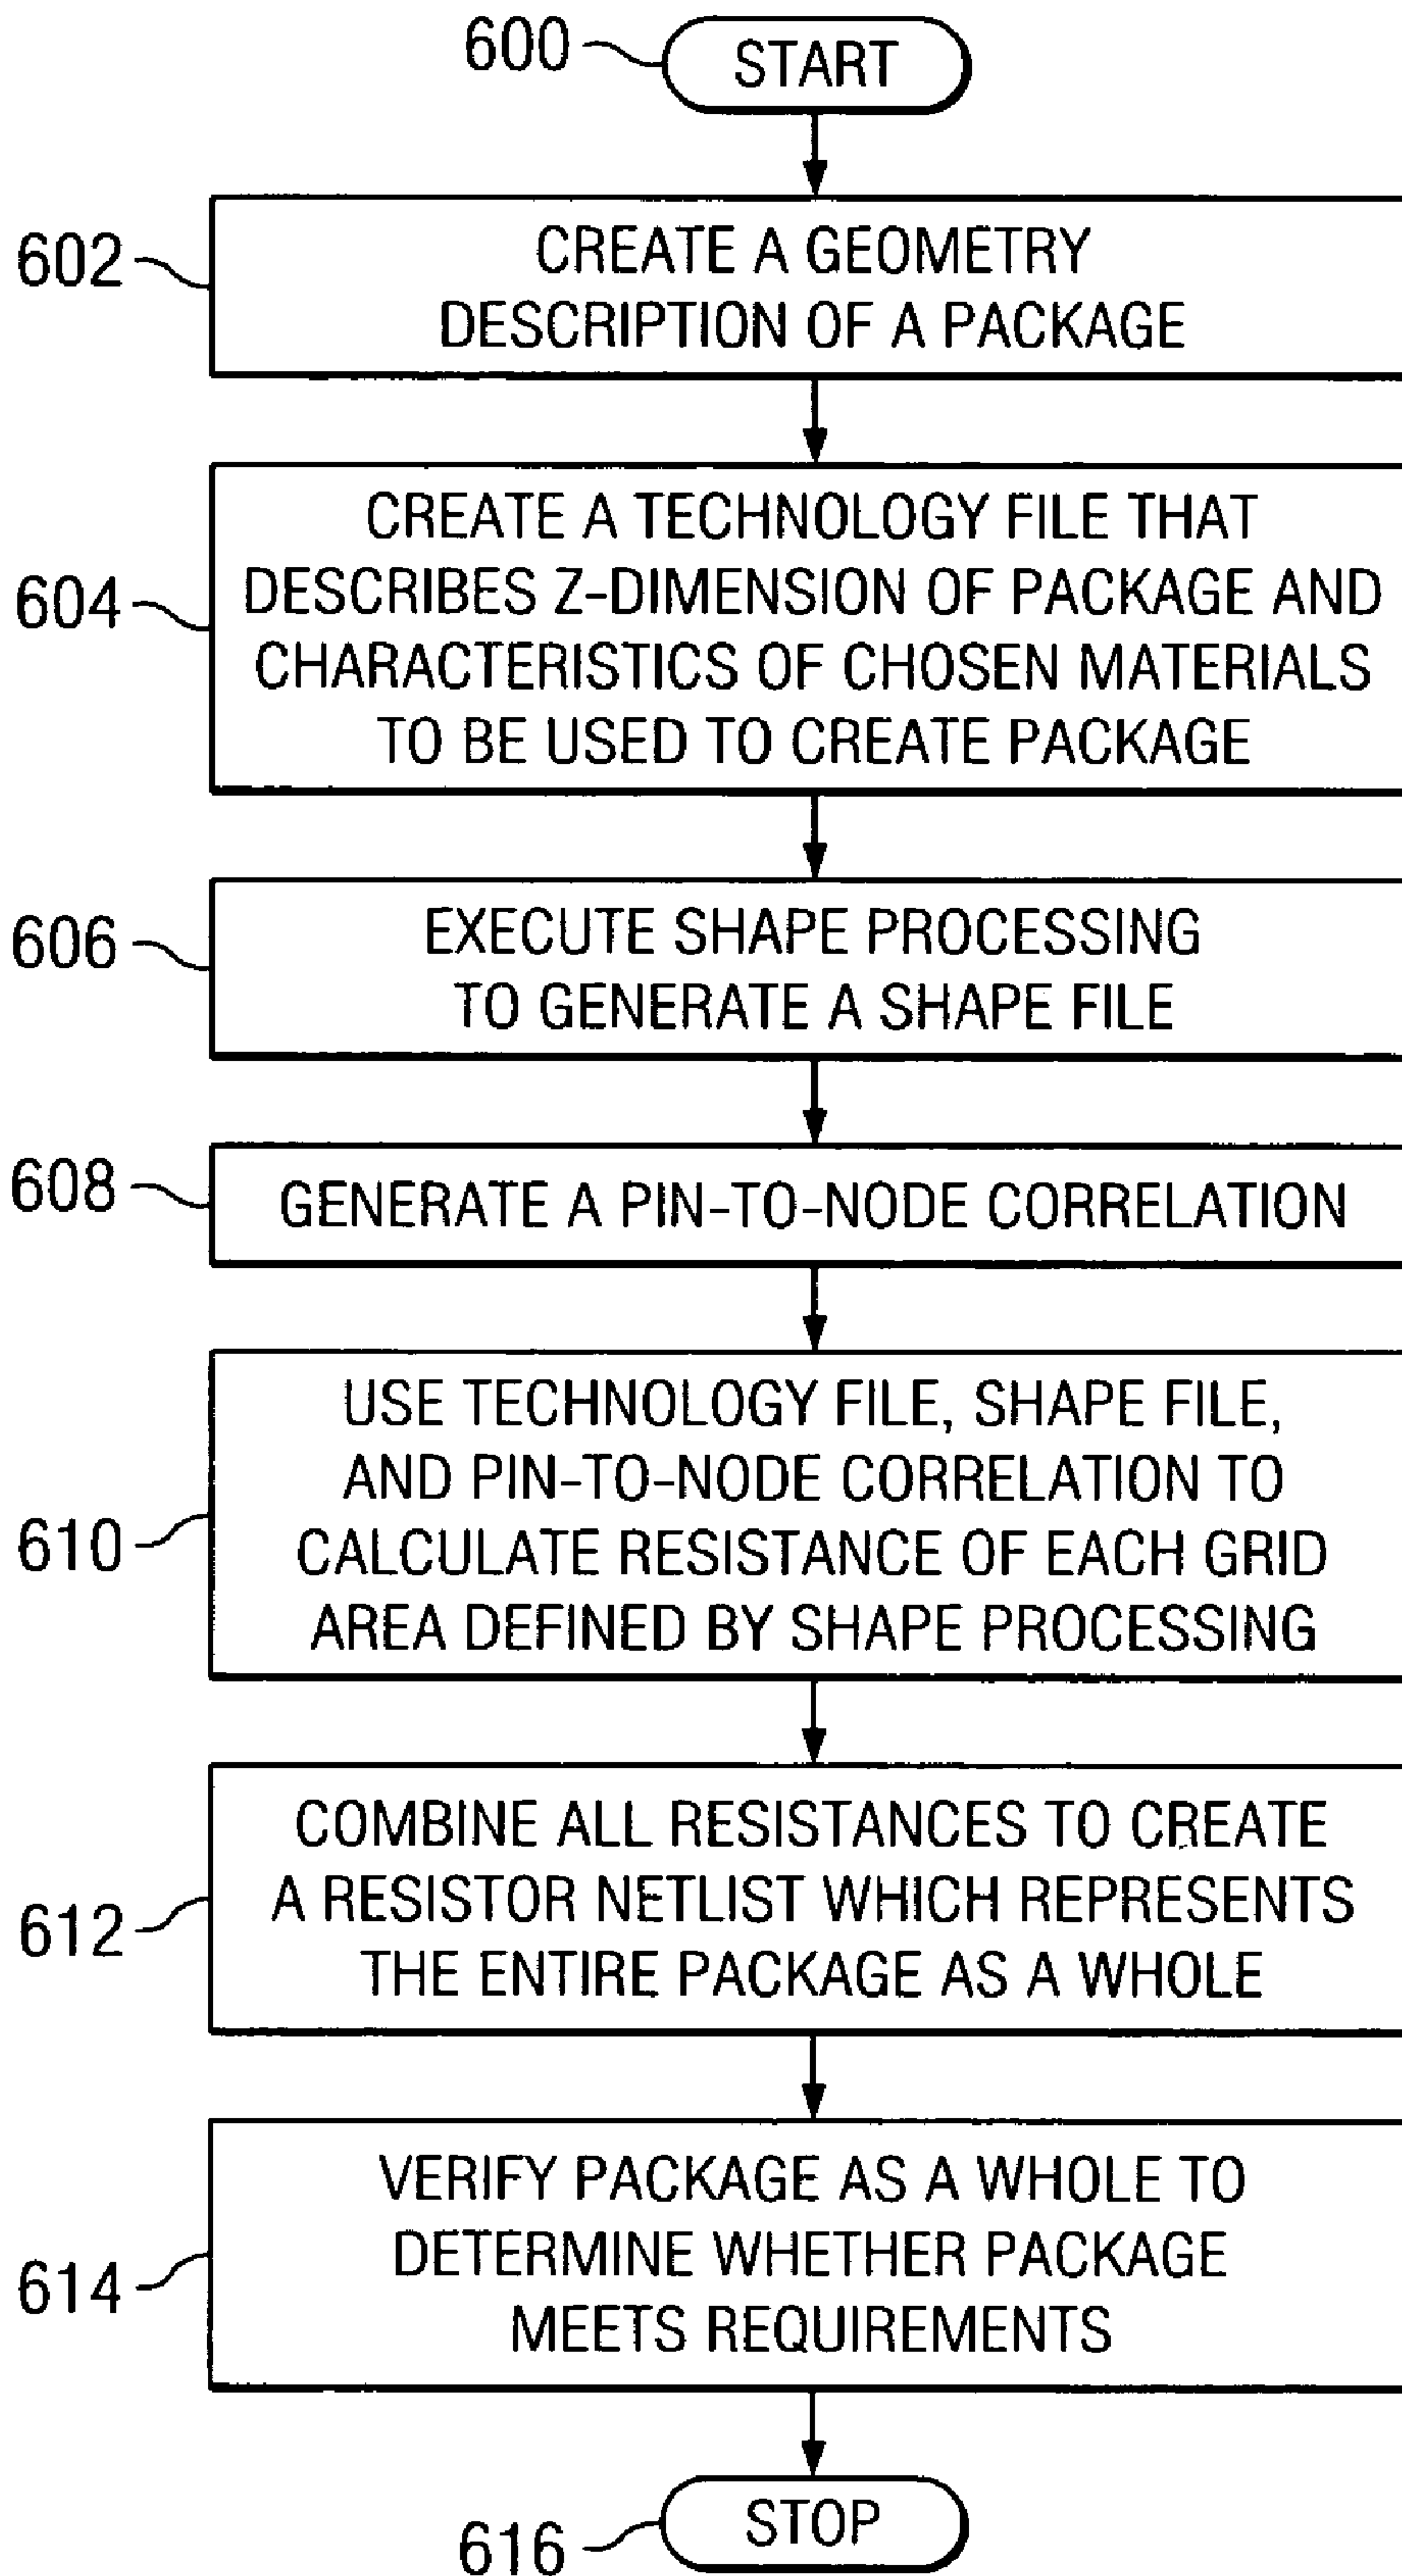 600
START
602
CREATE A GEOMETRY
DESCRIPTION OF A PACKAGE
604
CREATE A TECHNOLOGY FILE THAT
DESCRIBES Z-DIMENSION OF PACKAGE AND
CHARACTERISTICS OF CHOSEN MATERIALS
TO BE USED TO CREATE PACKAGE
606
EXECUTE SHAPE PROCESSING
TO GENERATE A SHAPE FILE
608
GENERATE A PIN-TO-NODE CORRELATION
610
USE TECHNOLOGY FILE, SHAPE FILE,
AND PIN-TO-NODE CORRELATION TO
CALCULATE RESISTANCE OF EACH GRID
AREA DEFINED BY SHAPE PROCESSING
612
COMBINE ALL RESISTANCES TO CREATE
A RESISTOR NETLIST WHICH REPRESENTS
THE ENTIRE PACKAGE AS A WHOLE
614
VERIFY PACKAGE AS A WHOLE TO
DETERMINE WHETHER PACKAGE
MEETS REQUIREMENTS
616
STOP